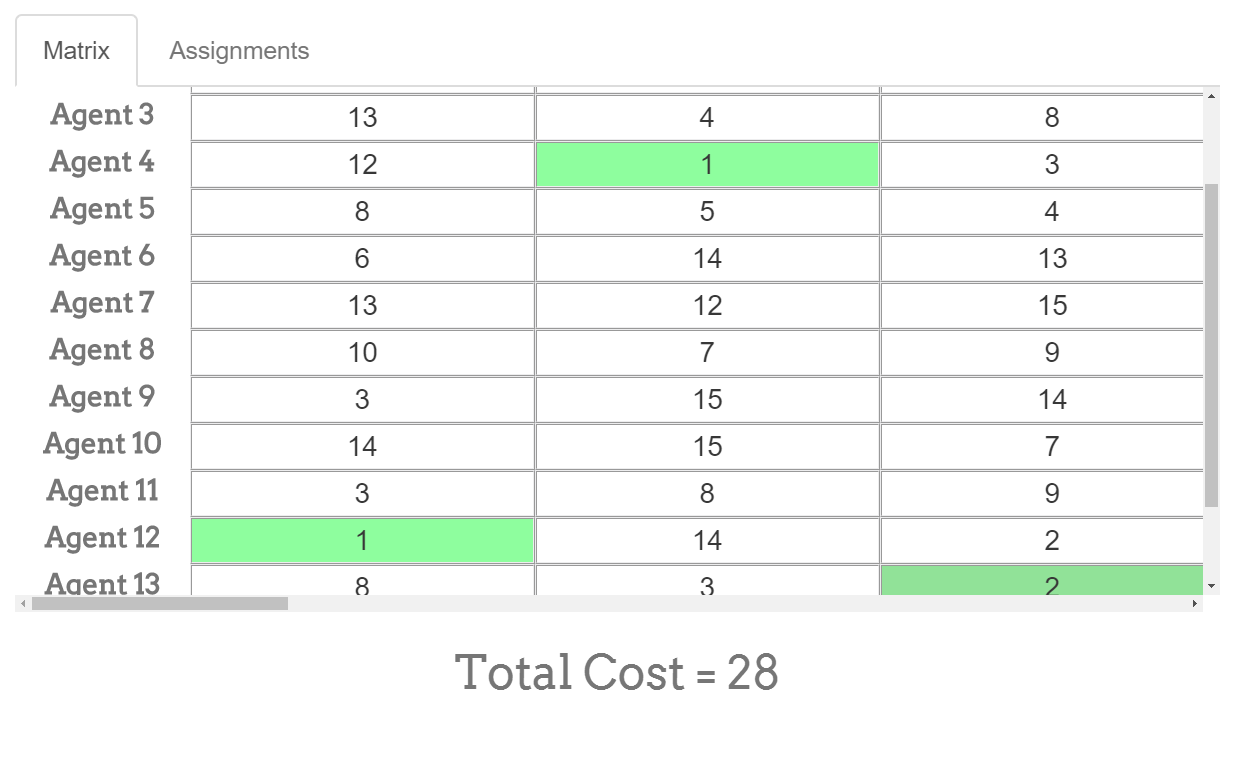 Matrix Assignments
Agent 3 13 4 8
Agent 4 12 1 3
Agent 5 8 5 4
Agent 6 6 14 13
Agent 7 13 12 15
Agent 8 10 7 9
Agent 9 3 15 14
Agent 10 14 15 7
Agent 11 3 8 9
Agent 12 1 14 2
Agent 13 8 3 2
Total Cost = 28